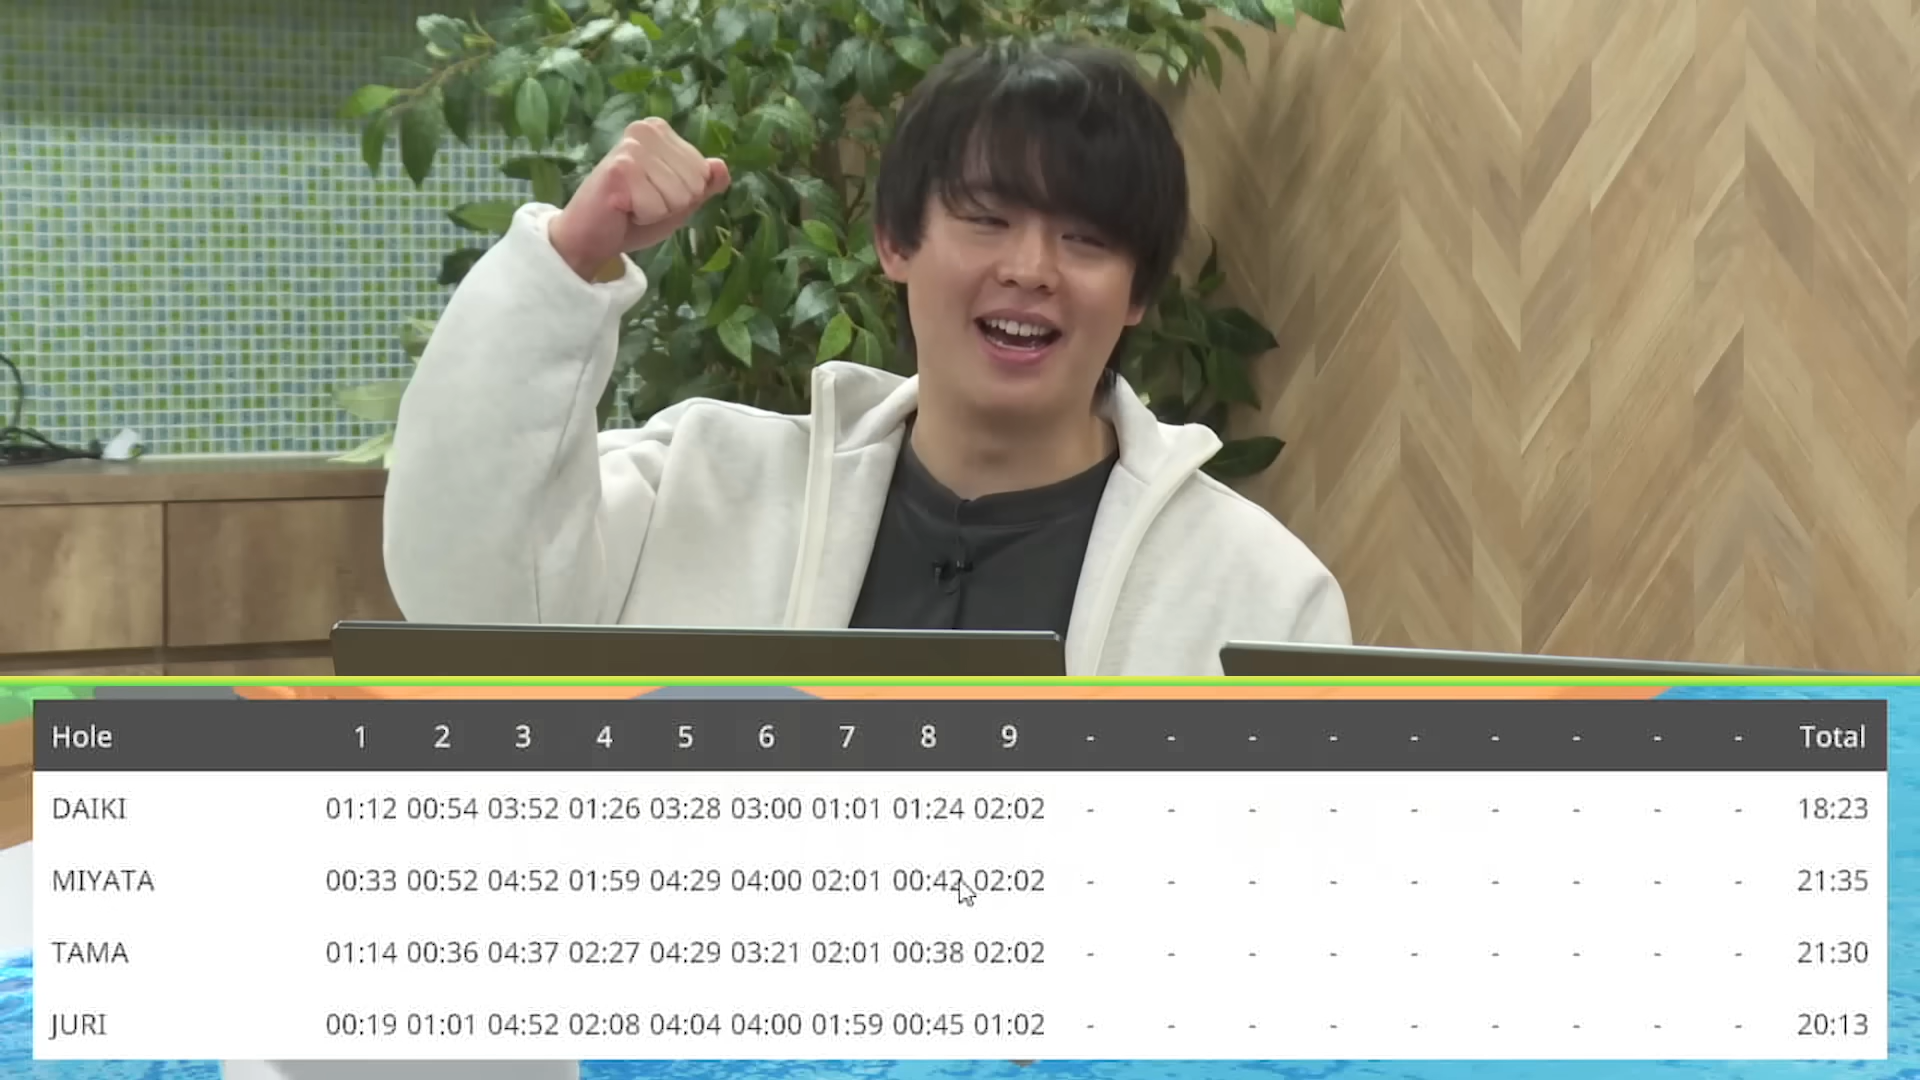 Hole 1 2 3 4 5 6 7 8 9 - - - - - - - - - Total
DAIKI 01:12 00:54 03:52 01:26 03:28 03:00 01:01 01:24 02:02 - - - - - - - - - 18:23
MIYATA 00:33 00:52 04:52 01:59 04:29 04:00 02:01 00:42 02:02 - - - - - - - - - 21:35
TAMA 01:14 00:36 04:37 02:27 04:29 03:21 02:01 00:38 02:02 - - - - - - - - - 21:30
JURI 00:19 01:01 04:52 02:08 04:04 04:00 01:59 00:45 01:02 - - - - - - - - - 20:13